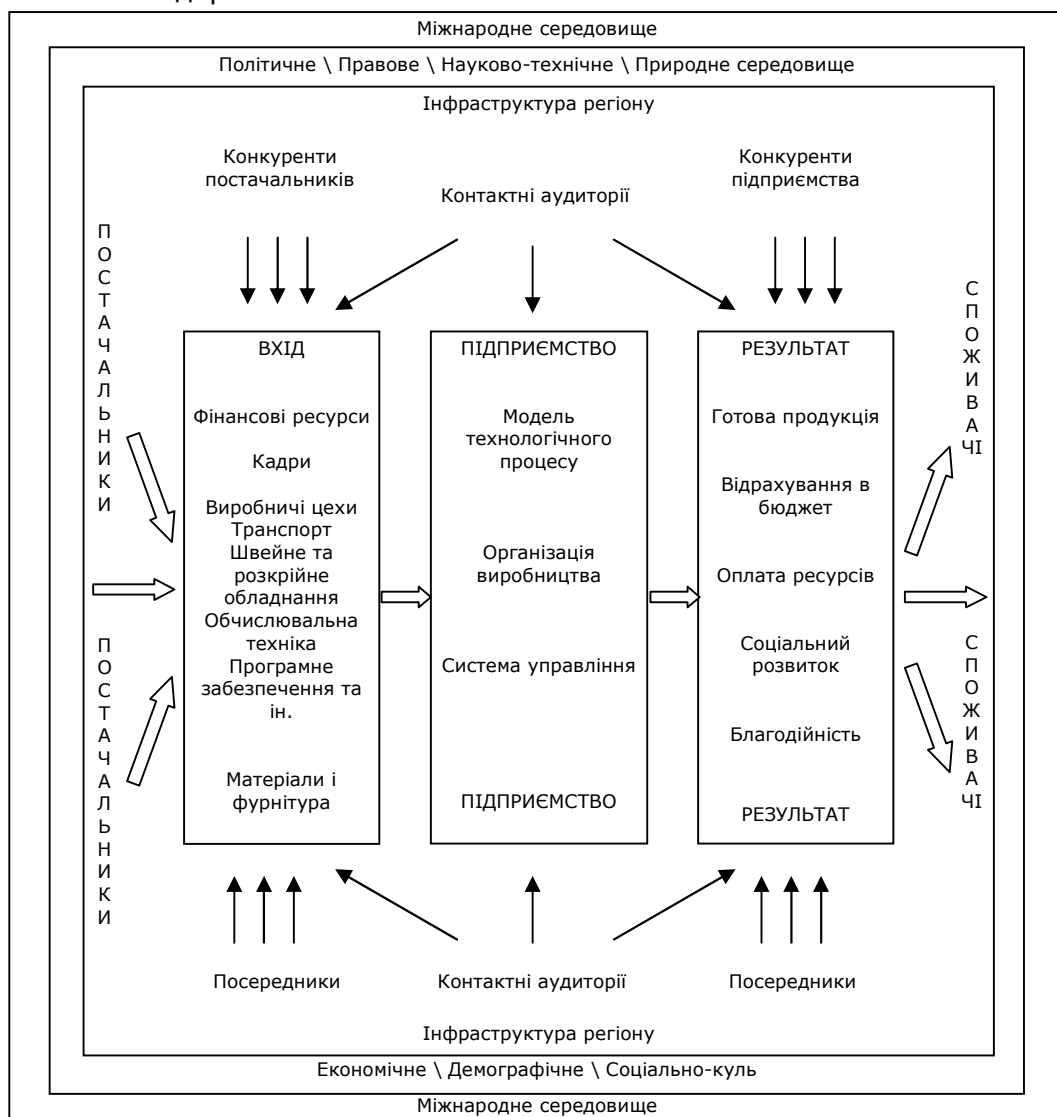 Міжнародне середовище
Політичне \ Правове \ Науково-технічне \ Природне середовище
Інфраструктура регіону
Конкуренти
постачальників
Контактні аудиторії
Конкуренти
підприємства
ПОСТАЧАЛЬНИКИ
ПОСТАЧАЛЬНИКИ
ВХІД
Фінансові ресурси
Кадри
Виробничі цехи
Транспорт
Швейне та
розкрійне
обладнання
Обчислювальна
техніка
Програмне
забезпечення та
ін.
Матеріали і
фурнітура
ПІДПРИЄМСТВО
Модель
технологічного
процесу
Організація
виробництва
Система управління
ПІДПРИЄМСТВО
РЕЗУЛЬТАТ
Готова продукція
Відрахування в
бюджет
Оплата ресурсів
Соціальний
розвиток
Благодійність
РЕЗУЛЬТАТ
СПОЖИВАЧІ
СПОЖИВАЧІ
Посередники
Контактні аудиторії
Посередники
Інфраструктура регіону
Економічне \ Демографічне \ Соціально-куль
Міжнародне середовище